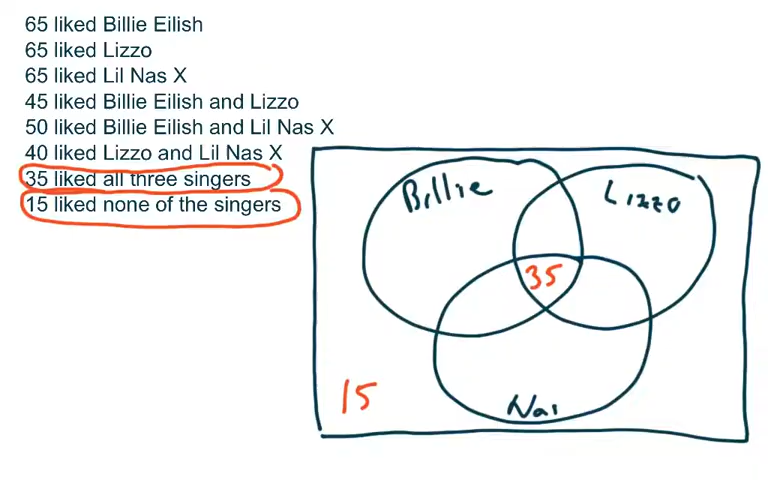 65 liked Billie Eilish
65 liked Lizzo
65 liked Lil Nas X
45 liked Billie Eilish and Lizzo
50 liked Billie Eilish and Lil Nas X
40 liked Lizzo and Lil Nas X
35 liked all three singers
15 liked none of the singers
Billie
Lizzo
35
15
Nas